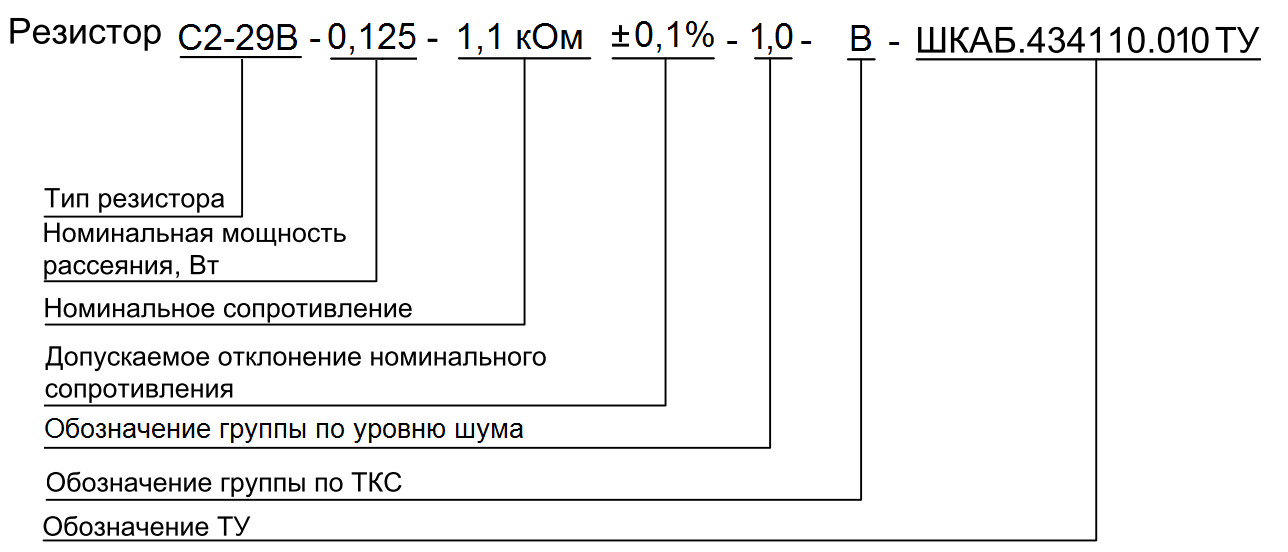 Резистор С2-29В - 0,125 - 1,1 кОм ±0,1% - 1,0 - В - ШКАБ.434110.010 ТУ
Тип резистора
Номинальная мощность
рассеяния, Вт
Номинальное сопротивление
Допускаемое отклонение номинального
сопротивления
Обозначение группы по уровню шума
Обозначение группы по ТКС
Обозначение ТУ